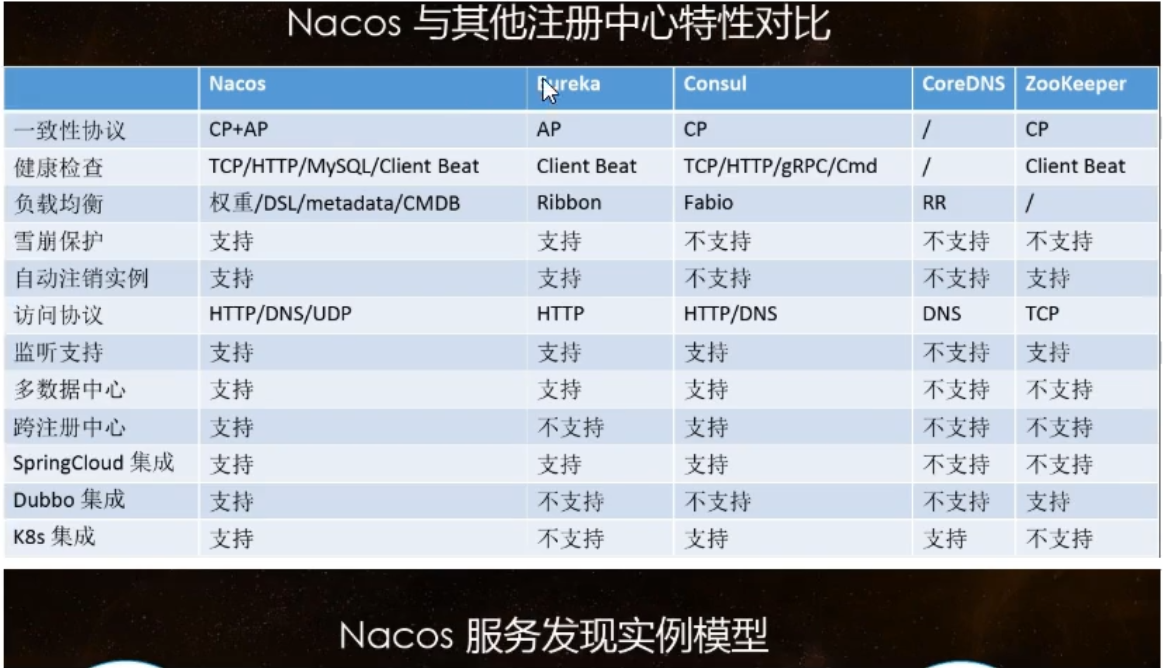 Nacos 与其他注册中心特性对比
Nacos Eureka Consul CoreDNS ZooKeeper
一致性协议 CP+AP AP CP / CP
健康检查 TCP/HTTP/MySQL/Client Beat Client Beat TCP/HTTP/gRPC/Cmd / Client Beat
负载均衡 权重/DSL/metadata/CMDB Ribbon Fabio RR /
雪崩保护 支持 支持 不支持 不支持 不支持
自动注销实例 支持 支持 不支持 不支持 支持
访问协议 HTTP/DNS/UDP HTTP HTTP/DNS DNS TCP
监听支持 支持 支持 支持 不支持 支持
多数据中心 支持 支持 支持 不支持 不支持
跨注册中心 支持 不支持 支持 不支持 不支持
SpringCloud 集成 支持 支持 支持 不支持 不支持
Dubbo 集成 支持 不支持 不支持 不支持 支持
K8s 集成 支持 不支持 支持 支持 不支持
Nacos 服务发现实例模型